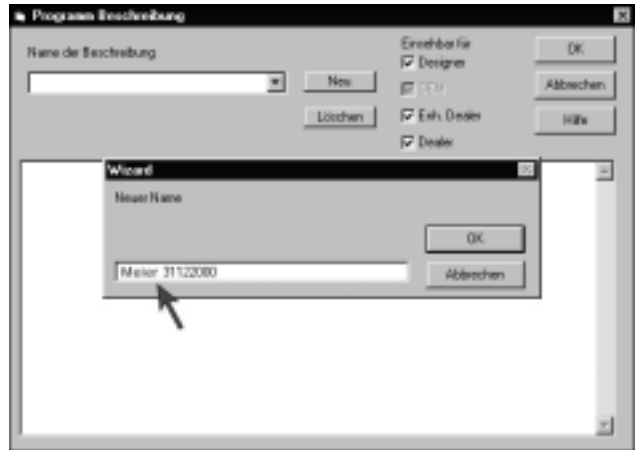 Programm Beschreibung
Name der Beschreibung
Neu
Löschen
Einsehbar für
Designer
OEM
Enh. Dealer
Dealer
OK
Abbrechen
Hilfe
Wizard
Neuer Name
OK
Meier 31122000
Abbrechen